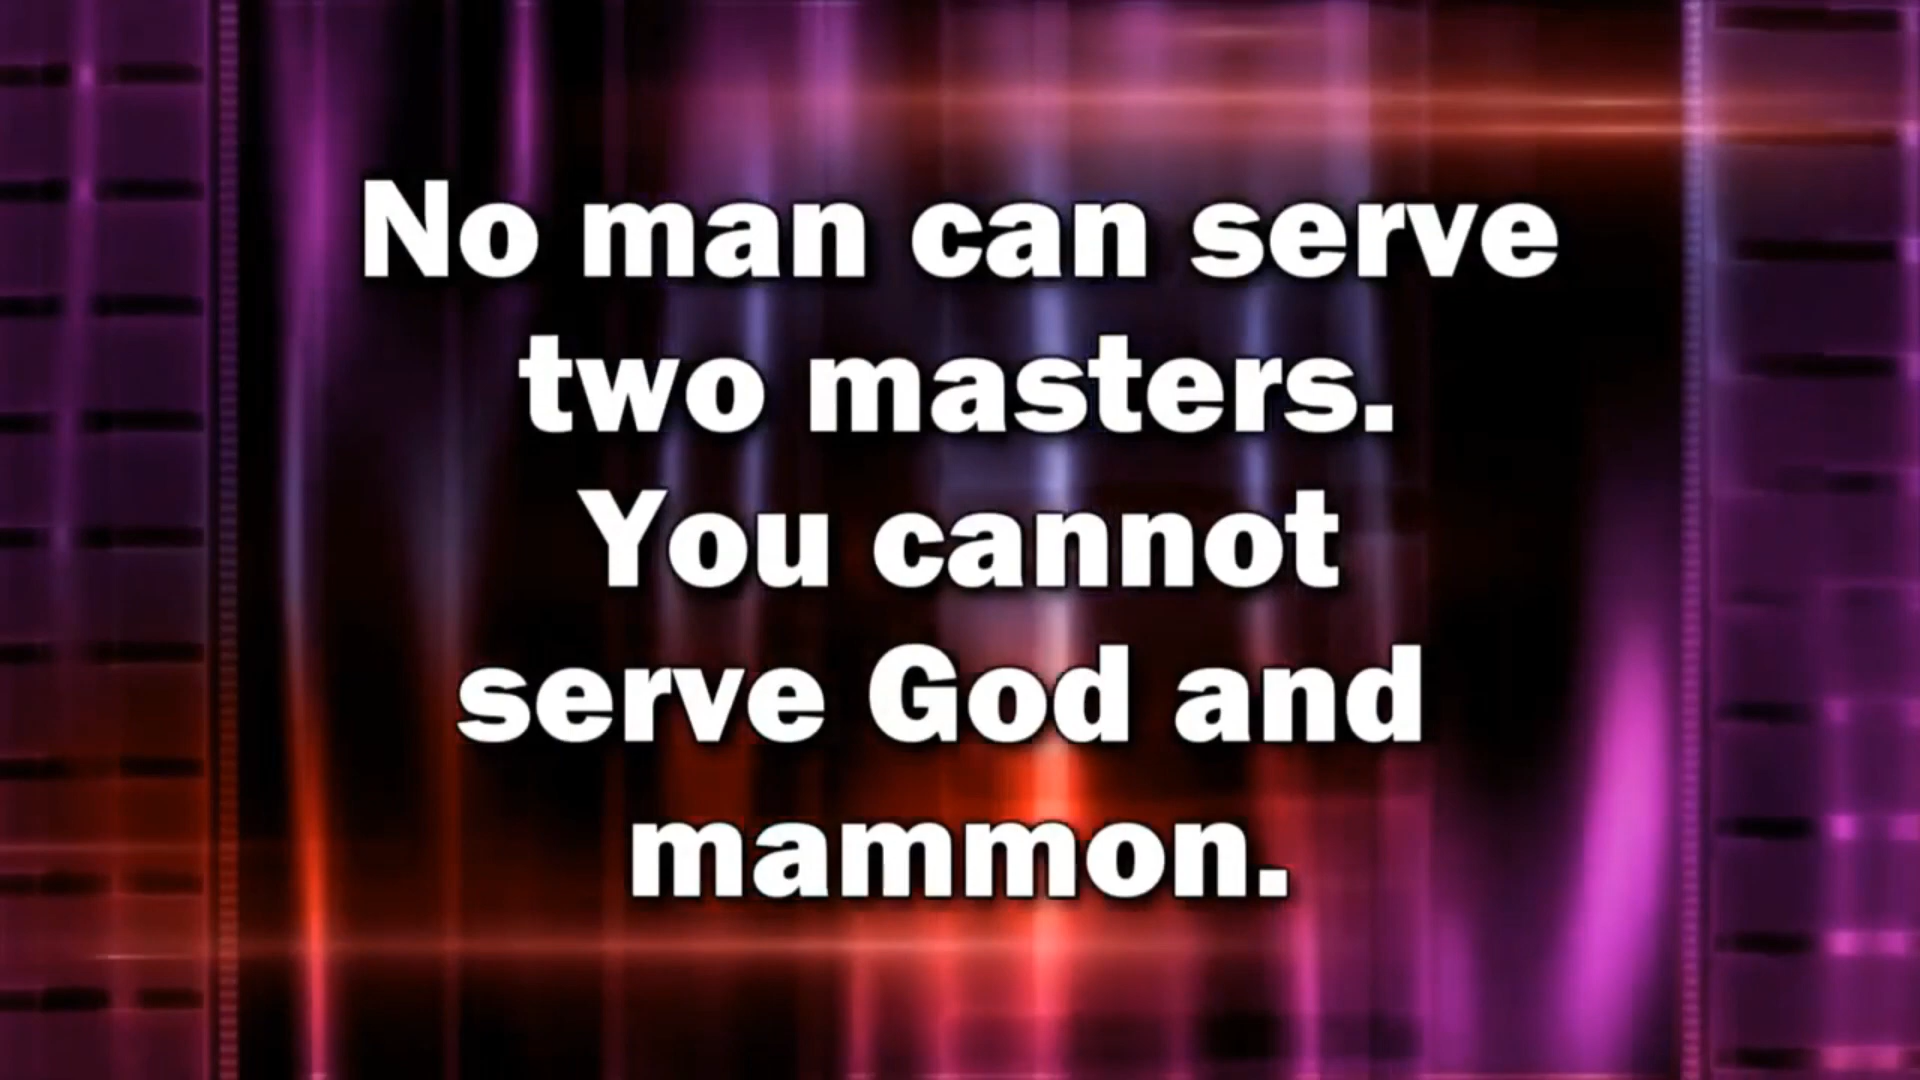 No man can serve
two masters.
You cannot
serve God and
mammon.